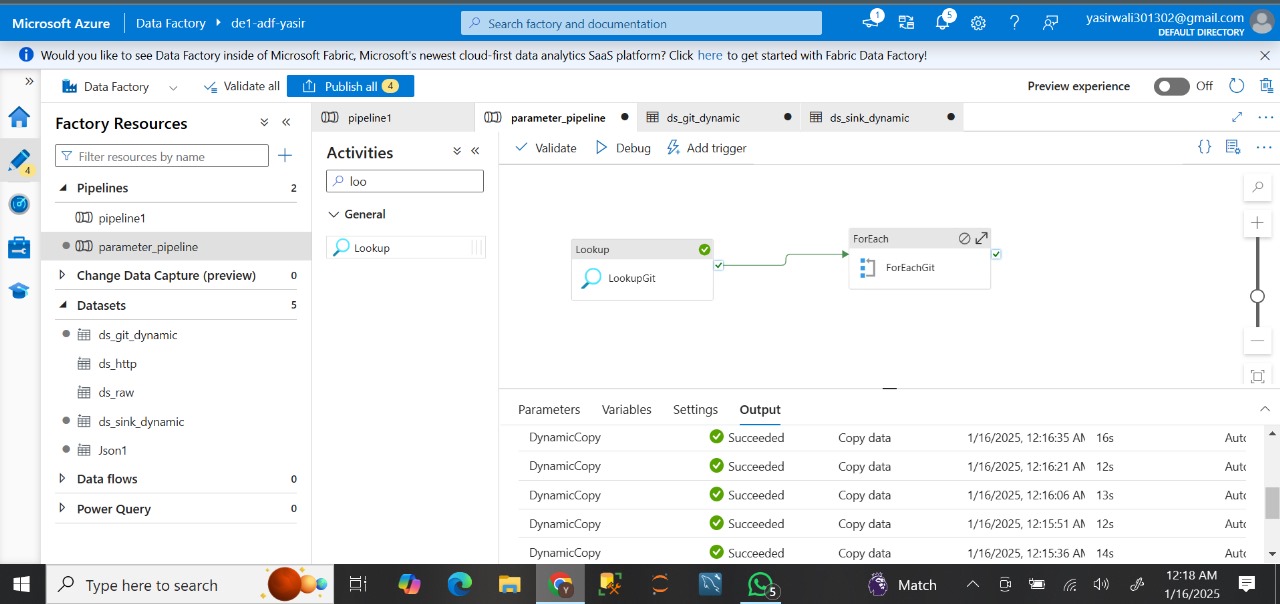 Microsoft Azure
Data Factory
de1-adf-yasir
Search factory and documentation
1
5
yasirwali301302@gmail.com
DEFAULT DIRECTORY
Would you like to see Data Factory inside of Microsoft Fabric, Microsoft's newest cloud-first data analytics SaaS platform? Click here to get started with Fabric Data Factory!
Data Factory
Validate all
Publish all 4
Preview experience
Off
4
Factory Resources
Filter resources by name
Pipelines 2
pipeline1
parameter_pipeline
Change Data Capture (preview) 0
Datasets 5
ds_git_dynamic
ds_http
ds_raw
ds_sink_dynamic
Json1
Data flows 0
Power Query 0
pipeline1
parameter_pipeline
ds_git_dynamic
ds_sink_dynamic
Activities
loo
General
Lookup
Validate
Debug
Add trigger
{}
Lookup
LookupGit
ForEach
ForEachGit
Parameters Variables Settings Output
DynamicCopy Succeeded Copy data 1/16/2025, 12:16:35 AM 16s Auto
DynamicCopy Succeeded Copy data 1/16/2025, 12:16:21 AM 12s Auto
DynamicCopy Succeeded Copy data 1/16/2025, 12:16:06 AM 13s Auto
DynamicCopy Succeeded Copy data 1/16/2025, 12:15:51 AM 12s Auto
DynamicCopy Succeeded Copy data 1/16/2025, 12:15:36 AM 14s Auto
Type here to search
Y
5
Match
12:18 AM
1/16/2025